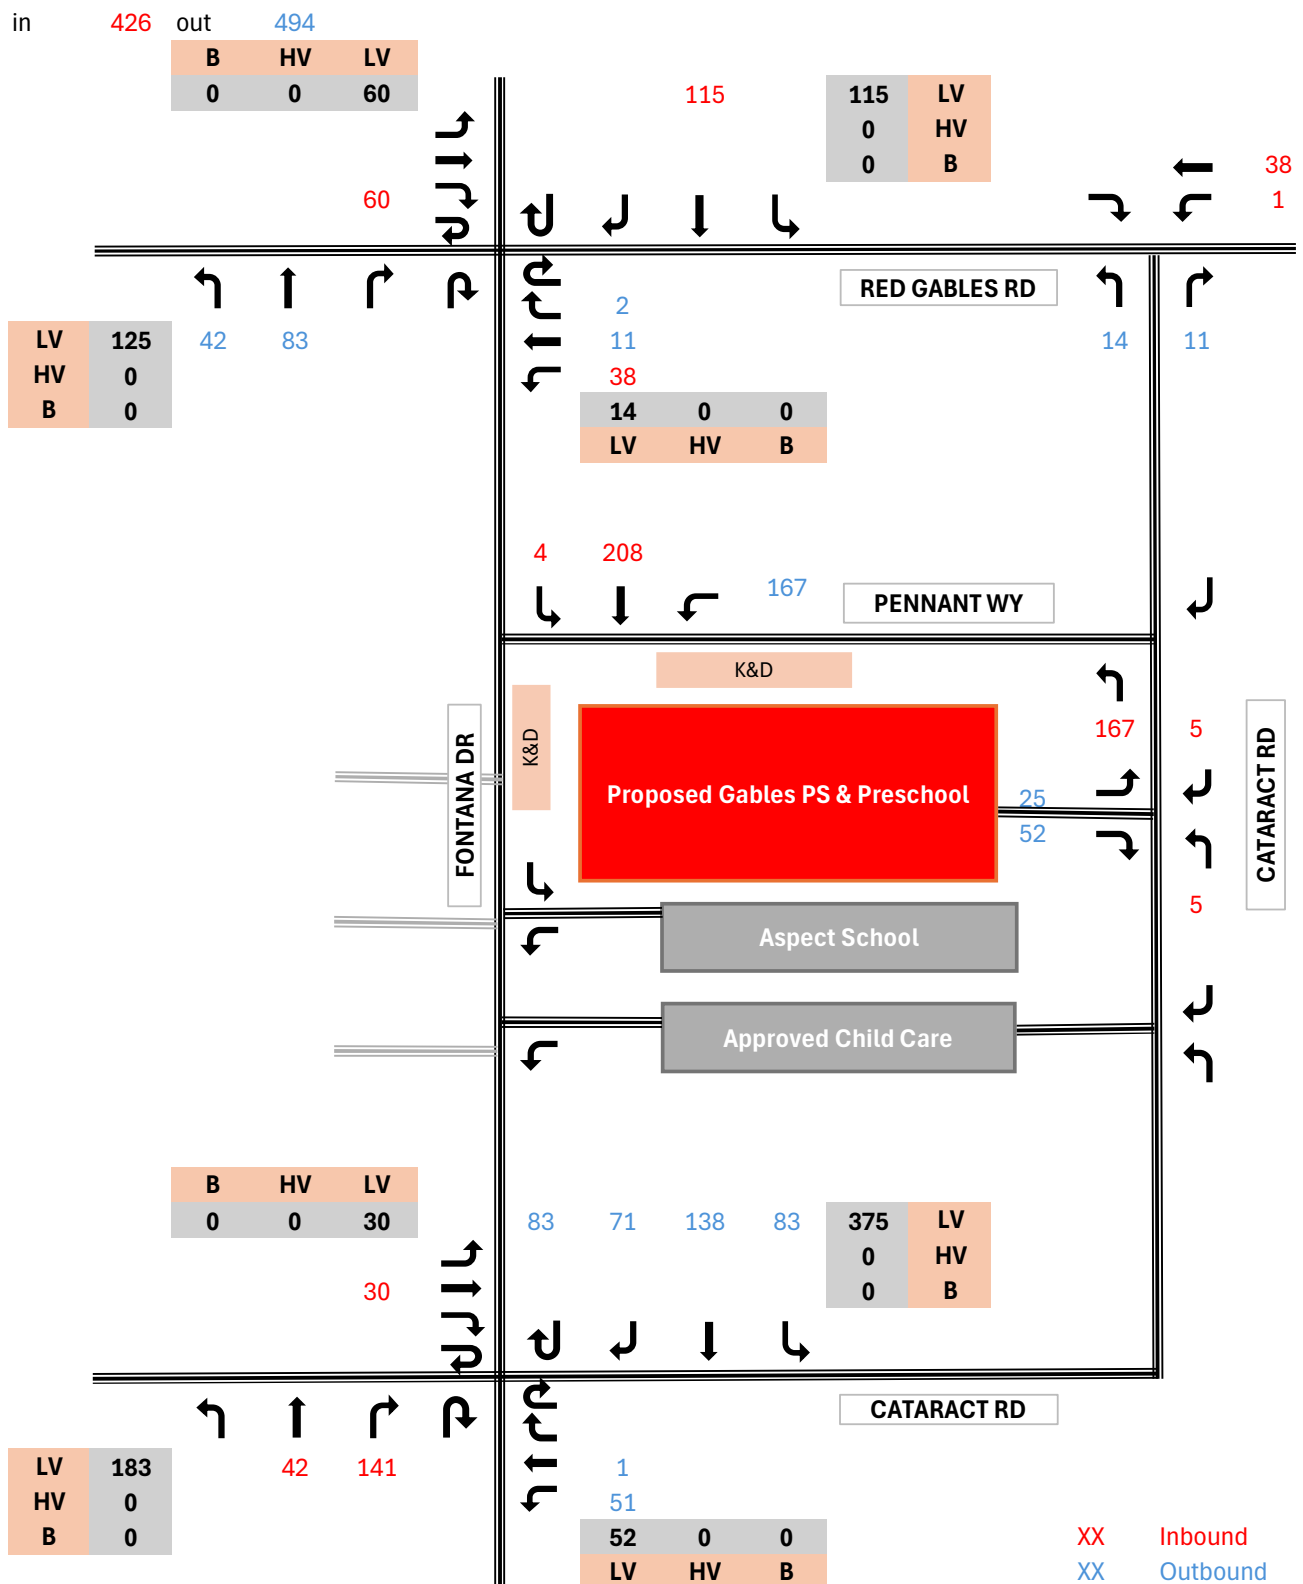 in 426 out 494
B HV LV
0 0 60
115
115 LV
0 HV
0 B
38
1
60
RED GABLES RD
LV 125
HV 0
B 0
42 83
2
11
38
14 0 0
LV HV B
14 11
4 208
167
PENNANT WY
K&D
K&D
FONTANA DR
Proposed Gables PS & Preschool
167 5
25
52
CATARACT RD
5
Aspect School
Approved Child Care
B HV LV
0 0 30
83 71 138 83
375 LV
0 HV
0 B
30
CATARACT RD
LV 183
HV 0
B 0
42 141
1
51
52 0 0
LV HV B
XX Inbound
XX Outbound